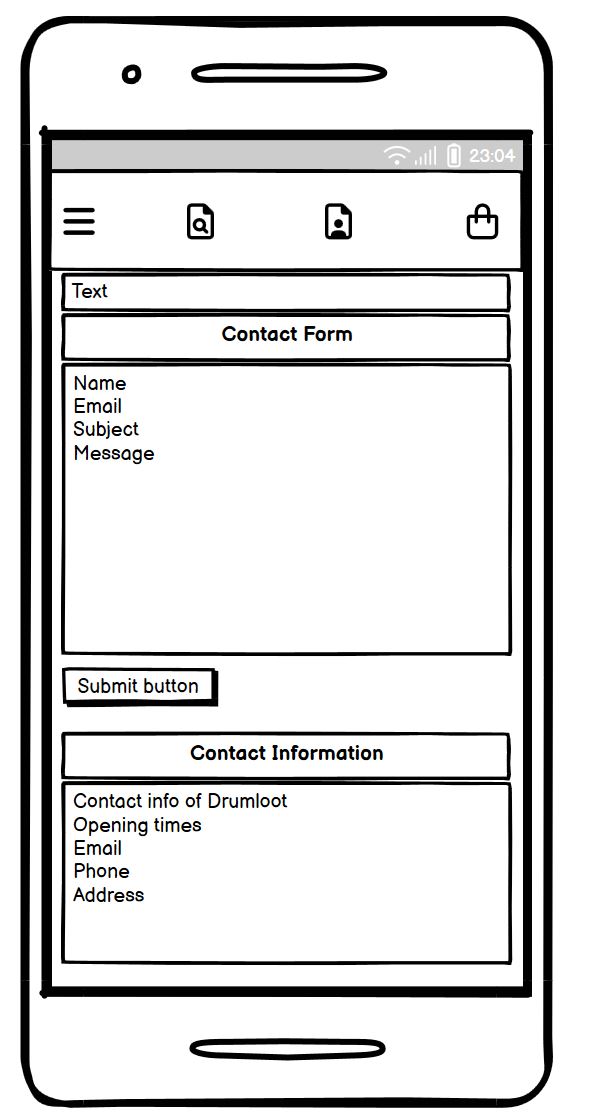 23:04
Text
Contact Form
Name
Email
Subject
Message
Submit button
Contact Information
Contact info of Drumloot
Opening times
Email
Phone
Address